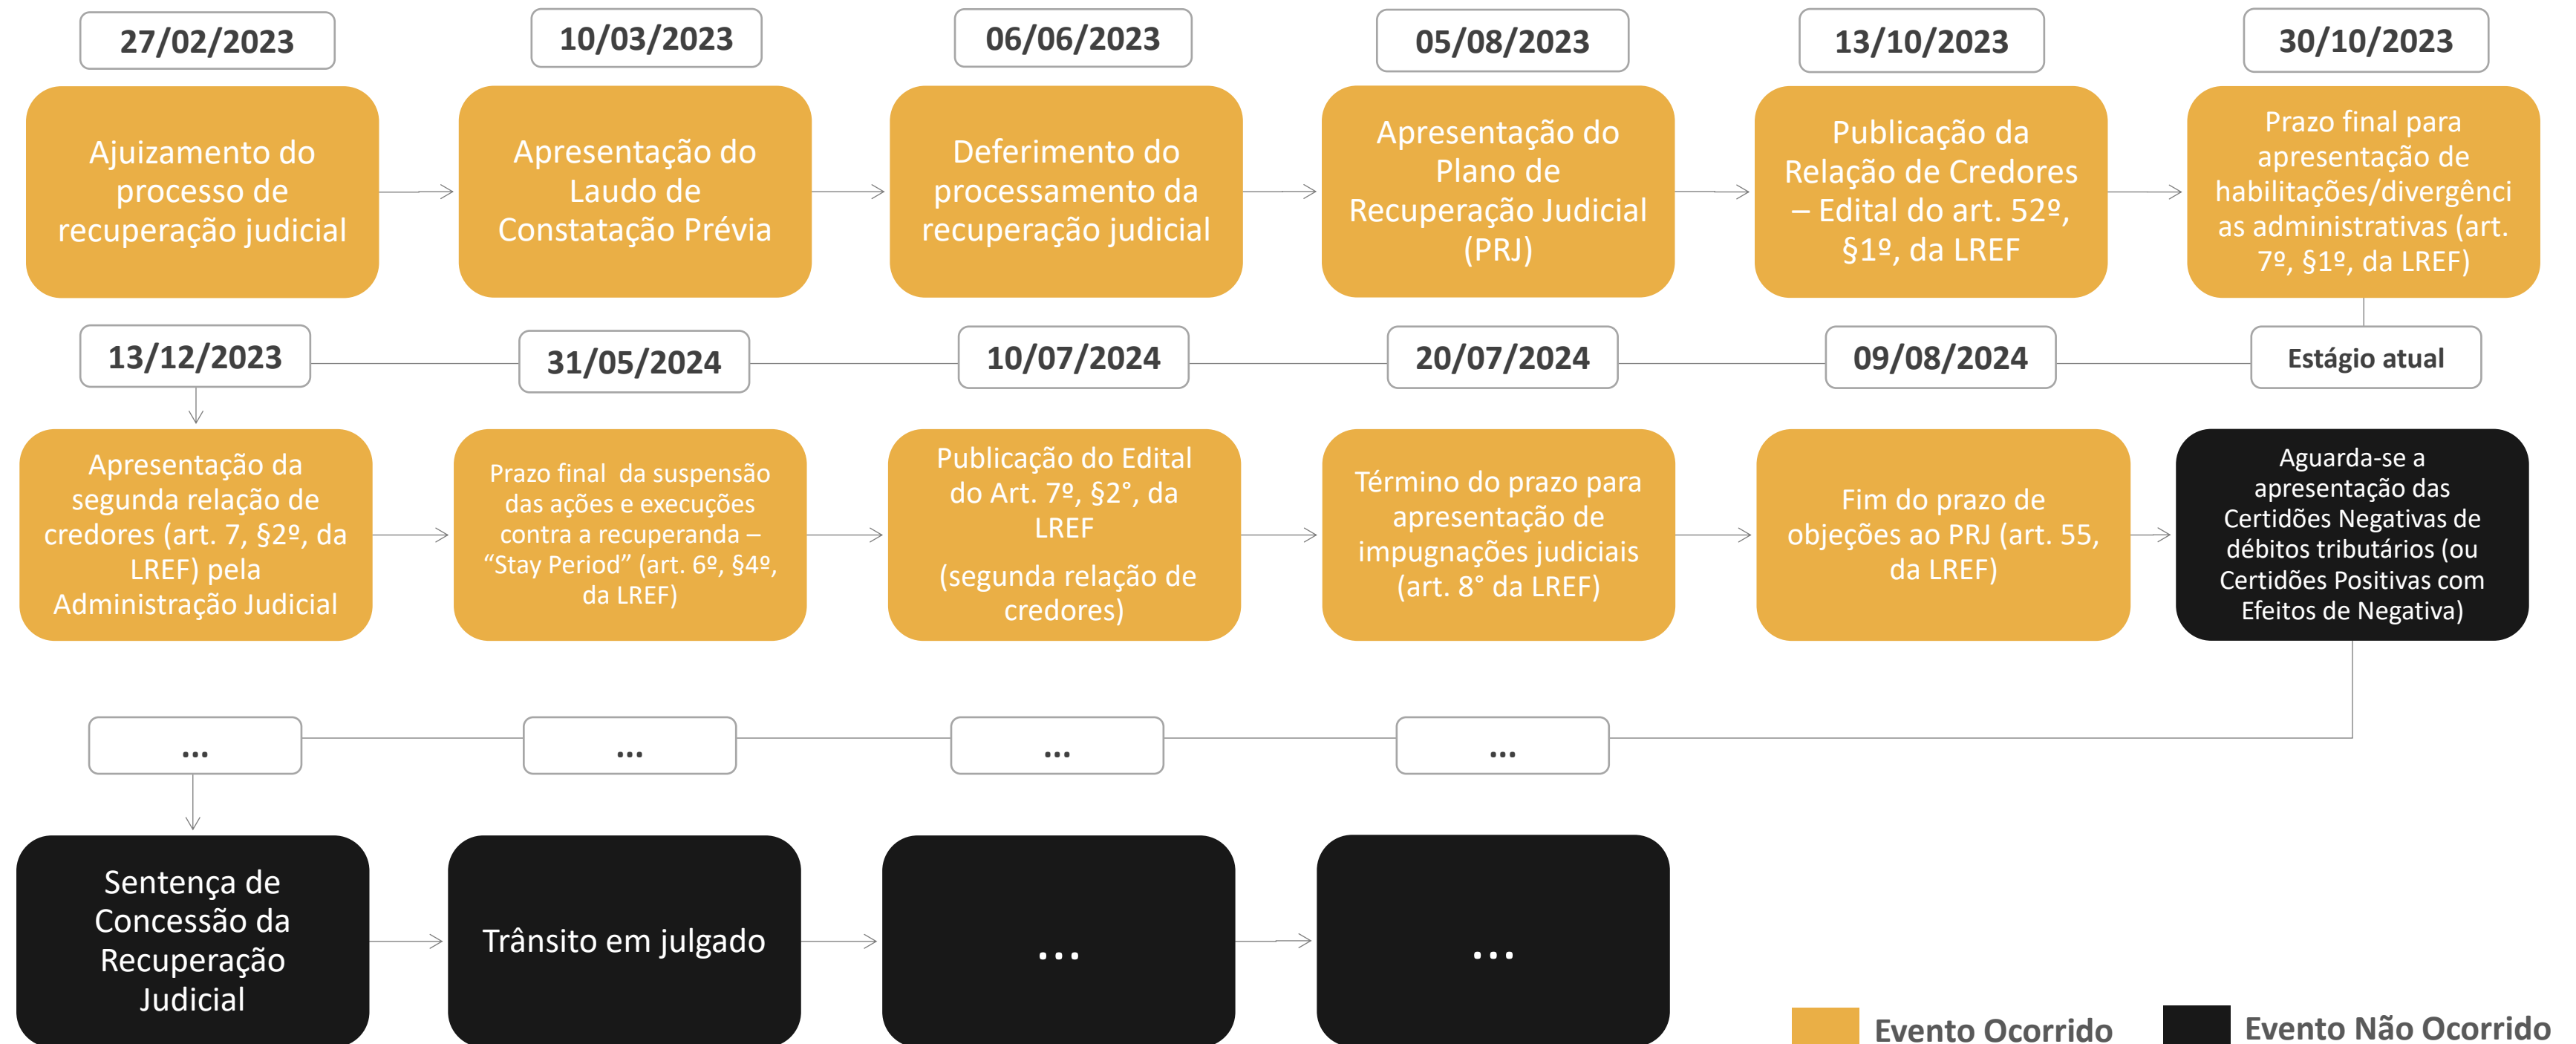 27/02/2023
10/03/2023
06/06/2023
05/08/2023
13/10/2023
30/10/2023
Ajuizamento do
processo de
recuperação judicial
Apresentação do
Laudo de
Constatação Prévia
Deferimento do
processamento da
recuperação judicial
Apresentação do
Plano de
Recuperação Judicial
(PRJ)
Publicação da
Relação de Credores
– Edital do art. 52º,
§1º, da LREF
Prazo final para
apresentação de
habilitações/divergênci
as administrativas (art.
7º, §1º, da LREF)
13/12/2023
31/05/2024
10/07/2024
20/07/2024
09/08/2024
Estágio atual
Apresentação da
segunda relação de
credores (art. 7, §2º, da
LREF) pela
Administração Judicial
Prazo final da suspensão
das ações e execuções
contra a recuperanda –
“Stay Period” (art. 6º, §4º,
da LREF)
Publicação do Edital
do Art. 7º, §2°, da
LREF
(segunda relação de
credores)
Término do prazo para
apresentação de
impugnações judiciais
(art. 8° da LREF)
Fim do prazo de
objeções ao PRJ (art. 55,
da LREF)
Aguarda-se a
apresentação das
Certidões Negativas de
débitos tributários (ou
Certidões Positivas com
Efeitos de Negativa)
...
...
...
...
Sentença de
Concessão da
Recuperação
Judicial
Trânsito em julgado
...
...
Evento Ocorrido
Evento Não Ocorrido